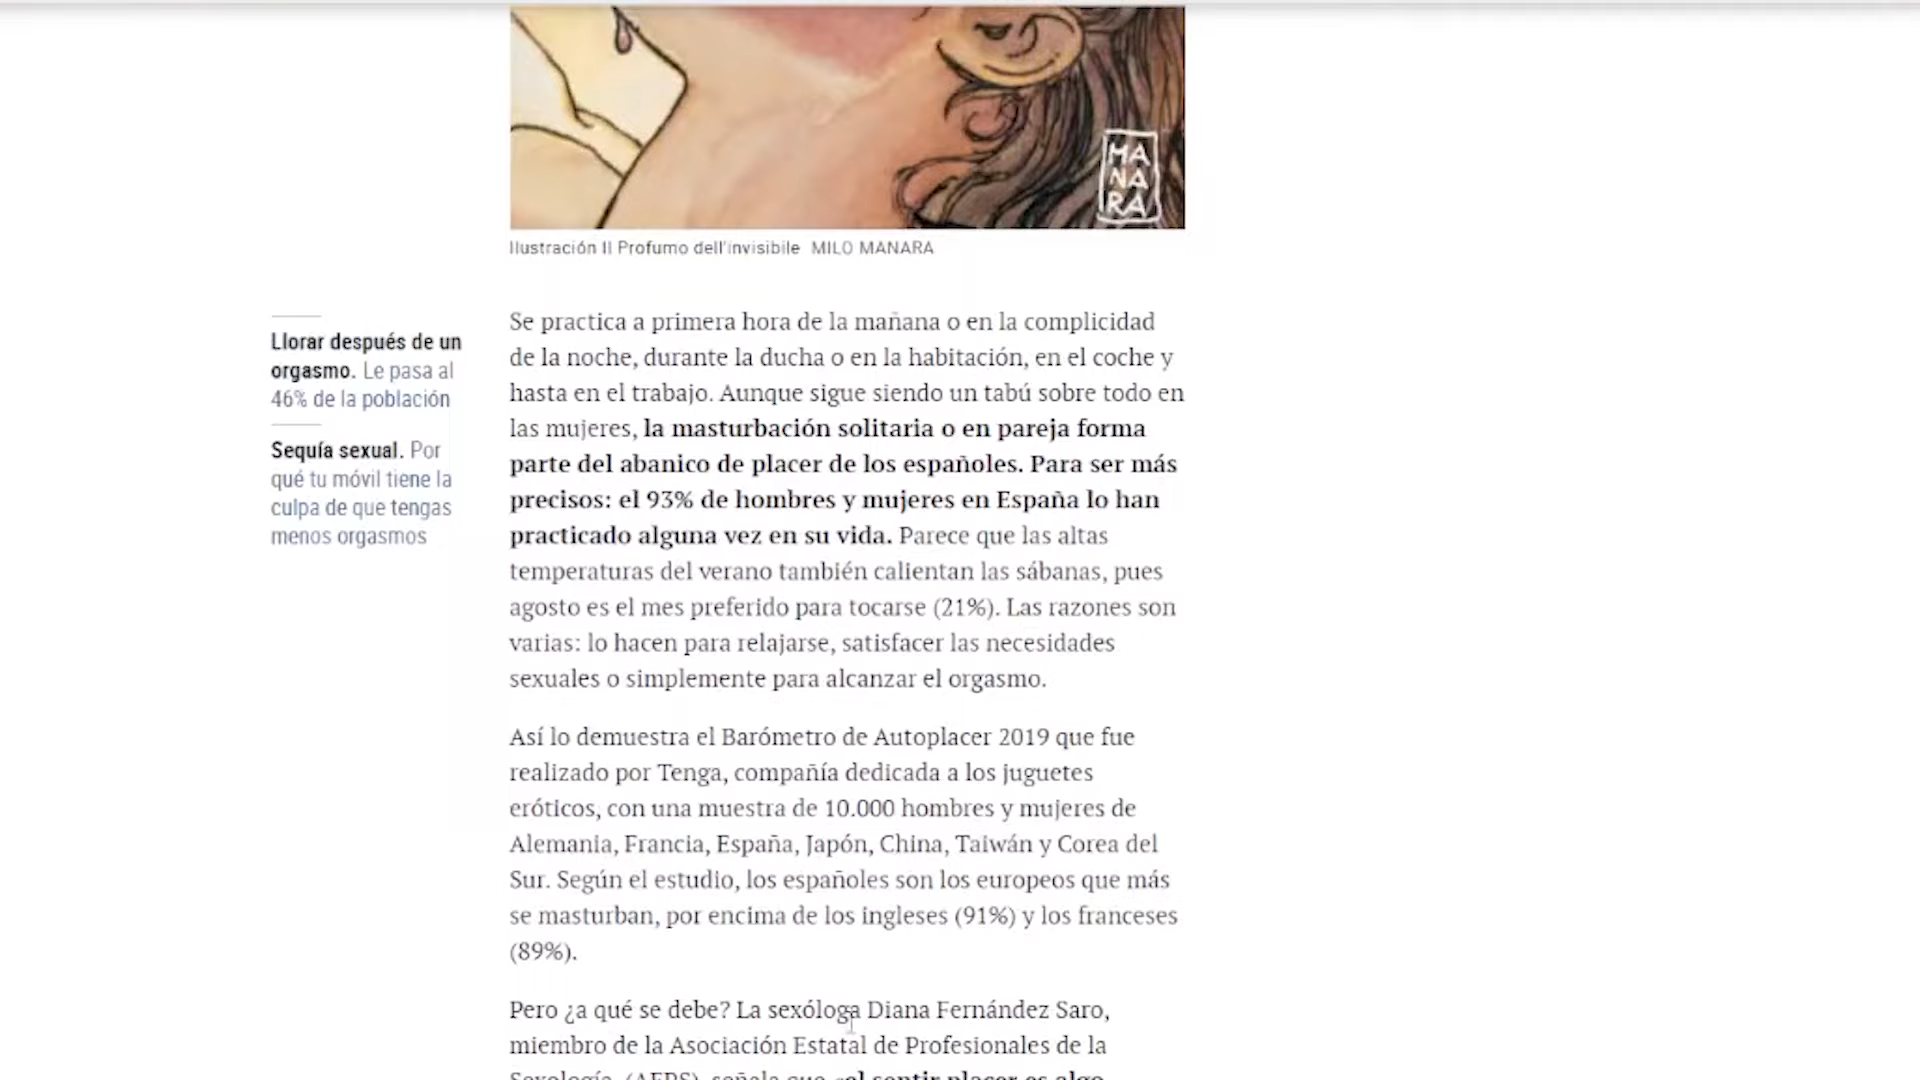 MA
NA
RA
Ilustración Il Profumo dell'invisibile MILO MANARA
Llorar después de un
orgasmo. Le pasa al
46% de la población
Sequía sexual. Por
qué tu móvil tiene la
culpa de que tengas
menos orgasmos
Se practica a primera hora de la mañana o en la complicidad
de la noche, durante la ducha o en la habitación, en el coche y
hasta en el trabajo. Aunque sigue siendo un tabú sobre todo en
las mujeres, la masturbación solitaria o en pareja forma
parte del abanico de placer de los españoles. Para ser más
precisos: el 93% de hombres y mujeres en España lo han
practicado alguna vez en su vida. Parece que las altas
temperaturas del verano también calientan las sábanas, pues
agosto es el mes preferido para tocarse (21%). Las razones son
varias: lo hacen para relajarse, satisfacer las necesidades
sexuales o simplemente para alcanzar el orgasmo.
Así lo demuestra el Barómetro de Autoplacer 2019 que fue
realizado por Tenga, compañía dedicada a los juguetes
eróticos, con una muestra de 10.000 hombres y mujeres de
Alemania, Francia, España, Japón, China, Taiwán y Corea del
Sur. Según el estudio, los españoles son los europeos que más
se masturban, por encima de los ingleses (91%) y los franceses
(89%).
Pero ¿a qué se debe? La sexóloga Diana Fernández Saro,
miembro de la Asociación Estatal de Profesionales de la
Sexología, (AEPS), señala que «el sentir placer es algo